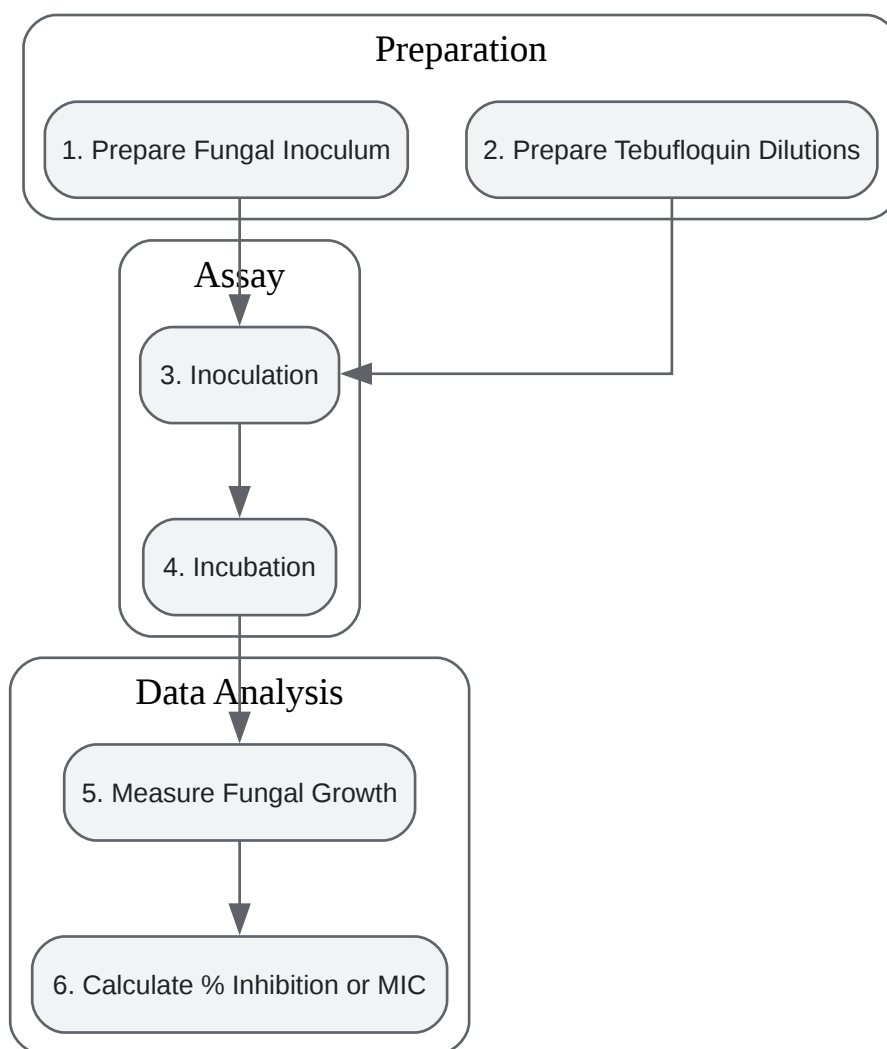 Preparation
1. Prepare Fungal Inoculum
2. Prepare Tebufloquin Dilutions
Assay
3. Inoculation
4. Incubation
Data Analysis
5. Measure Fungal Growth
6. Calculate % Inhibition or MIC